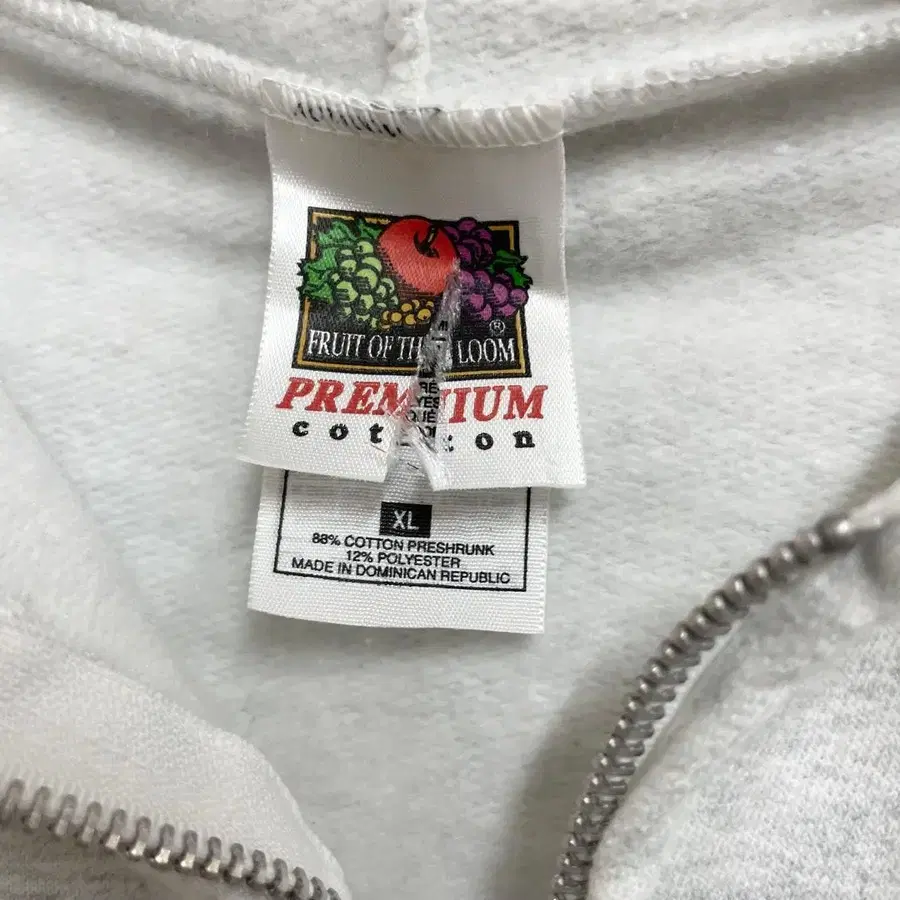 FRUIT OF THE LOOM
®
PREMIUM
cotton
XL
88% COTTON PRESHRUNK
12% POLYESTER
MADE IN DOMINICAN REPUBLIC